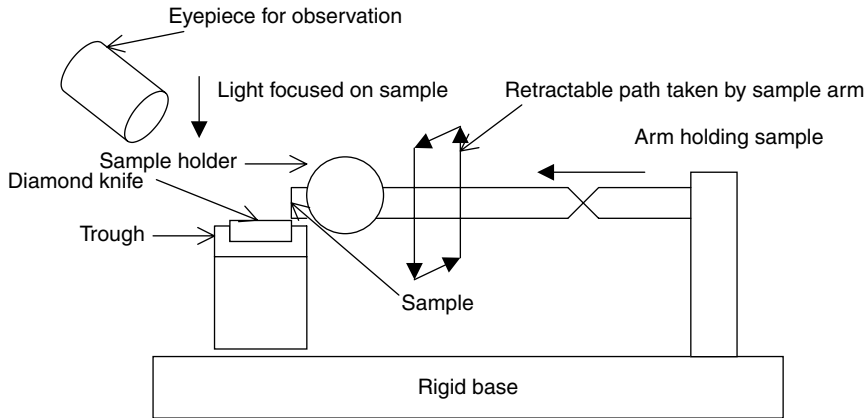 Eyepiece for observation
Light focused on sample
Retractable path taken by sample arm
Arm holding sample
Sample holder
Diamond knife
Trough
Sample
Rigid base